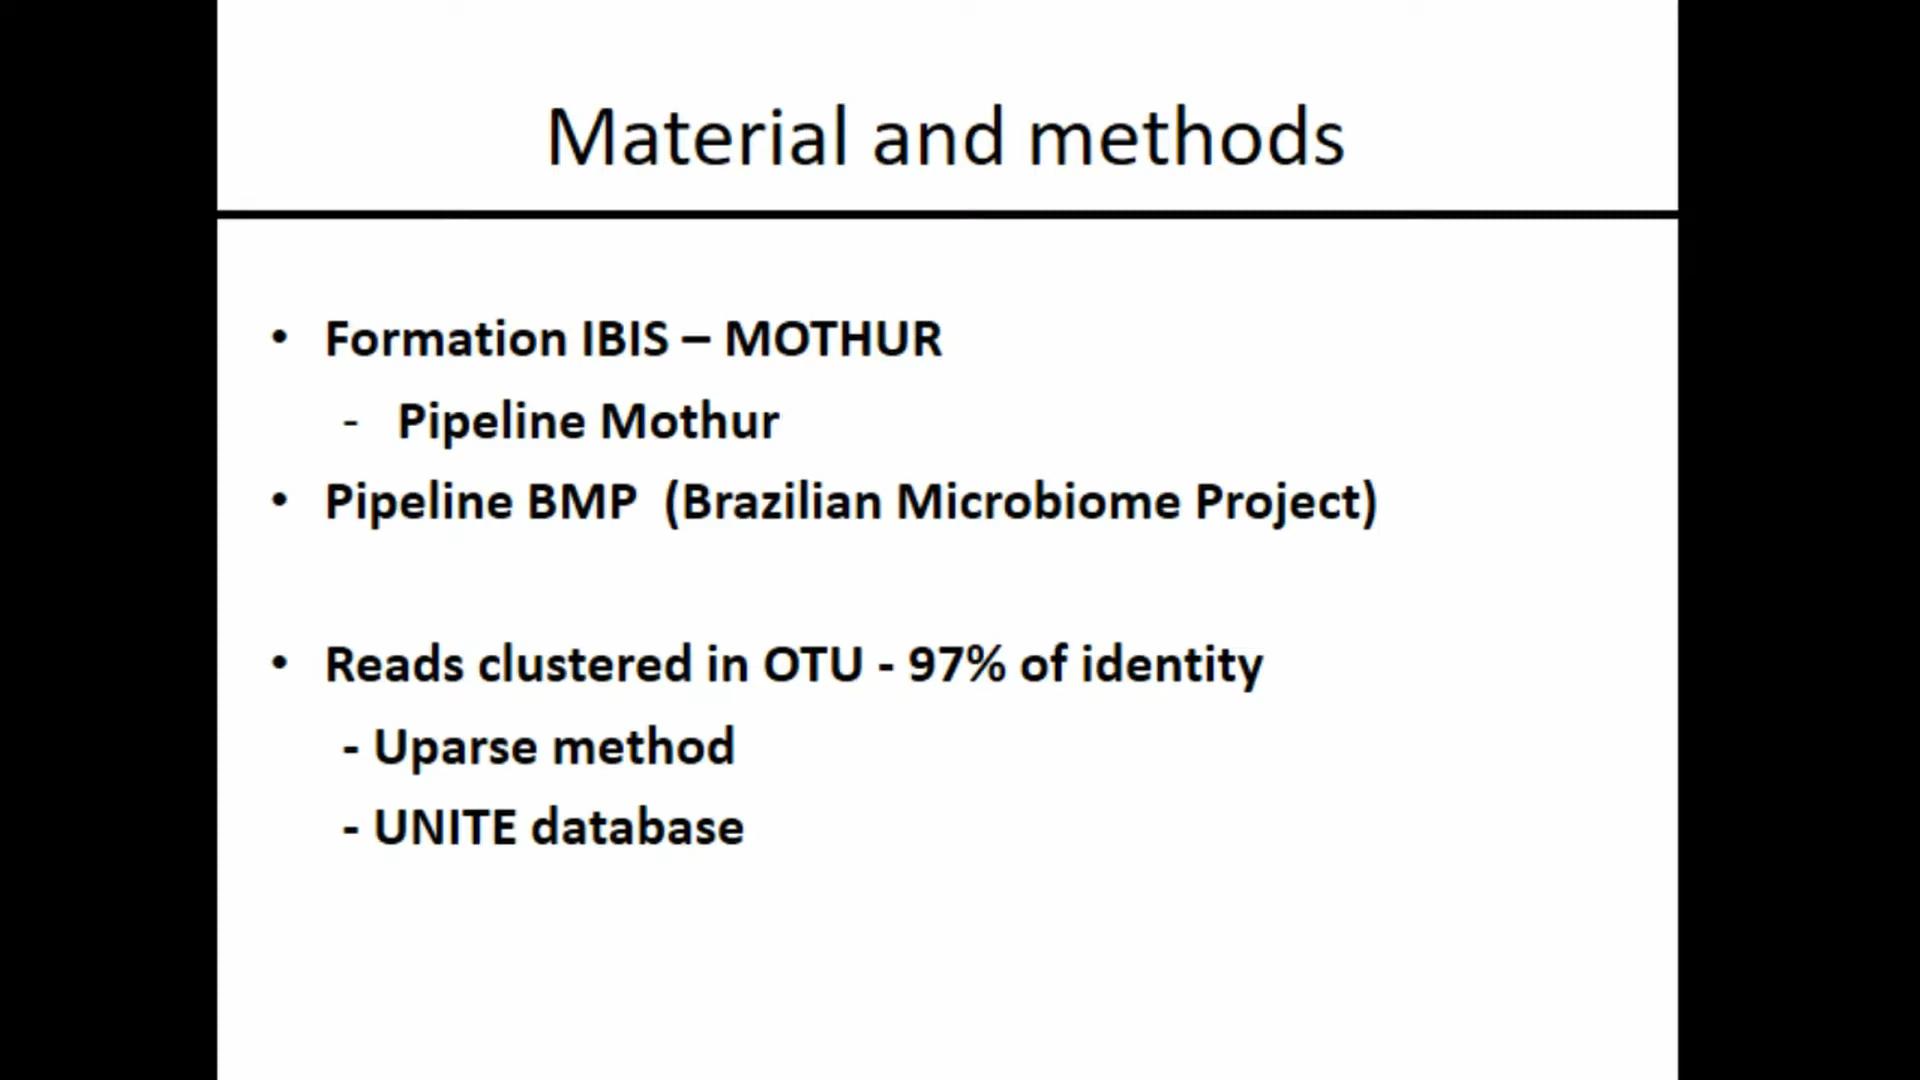 Material and methods
• Formation IBIS – MOTHUR
- Pipeline Mothur
• Pipeline BMP (Brazilian Microbiome Project)
• Reads clustered in OTU - 97% of identity
- Uparse method
- UNITE database